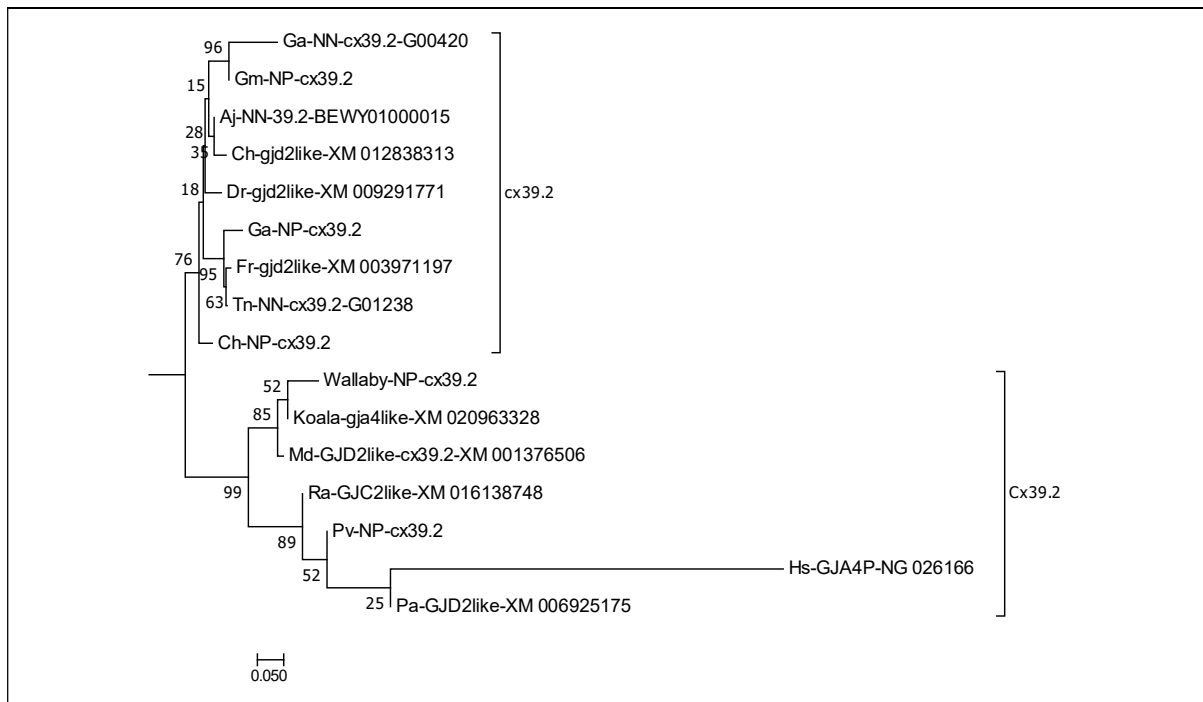 96
Ga-NN-cx39.2-G00420
Gm-NP-cx39.2
15
Aj-NN-39.2-BEWY01000015
28
35
Ch-gjd2like-XM 012838313
18
Dr-gjd2like-XM 009291771
cx39.2
Ga-NP-cx39.2
76
95
Fr-gjd2like-XM 003971197
63
Tn-NN-cx39.2-G01238
Ch-NP-cx39.2
52
Wallaby-NP-cx39.2
85
Koala-gja4like-XM 020963328
Md-GJD2like-cx39.2-XM 001376506
99
Ra-GJC2like-XM 016138748
Cx39.2
89
Pv-NP-cx39.2
52
Hs-GJA4P-NG 026166
25
Pa-GJD2like-XM 006925175
0.050